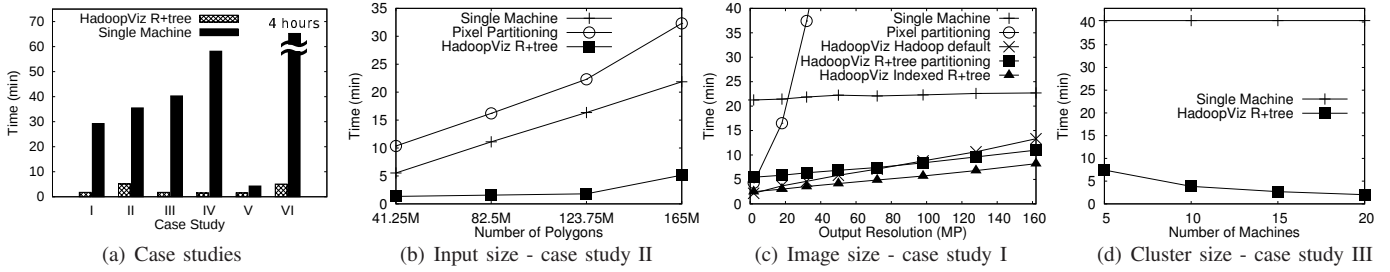 HadoopViz R+tree
Single Machine
4 hours
Time (min)
70
60
50
40
30
20
10
0
I II III IV V VI
Case Study
(a) Case studies
Single Machine
Pixel Partitioning
HadoopViz R+tree
Time (min)
35
30
25
20
15
10
5
0
41.25M 82.5M 123.75M 165M
Number of Polygons
(b) Input size - case study II
Single Machine
Pixel partitioning
HadoopViz Hadoop default
HadoopViz R+tree partitioning
HadoopViz Indexed R+tree
Time (min)
40
35
30
25
20
15
10
5
0
0 20 40 60 80 100 120 140 160
Output Resolution (MP)
(c) Image size - case study I
Single Machine
HadoopViz R+tree
Time (min)
45
40
35
30
25
20
15
10
5
0
5 10 15 20
Number of Machines
(d) Cluster size - case study III